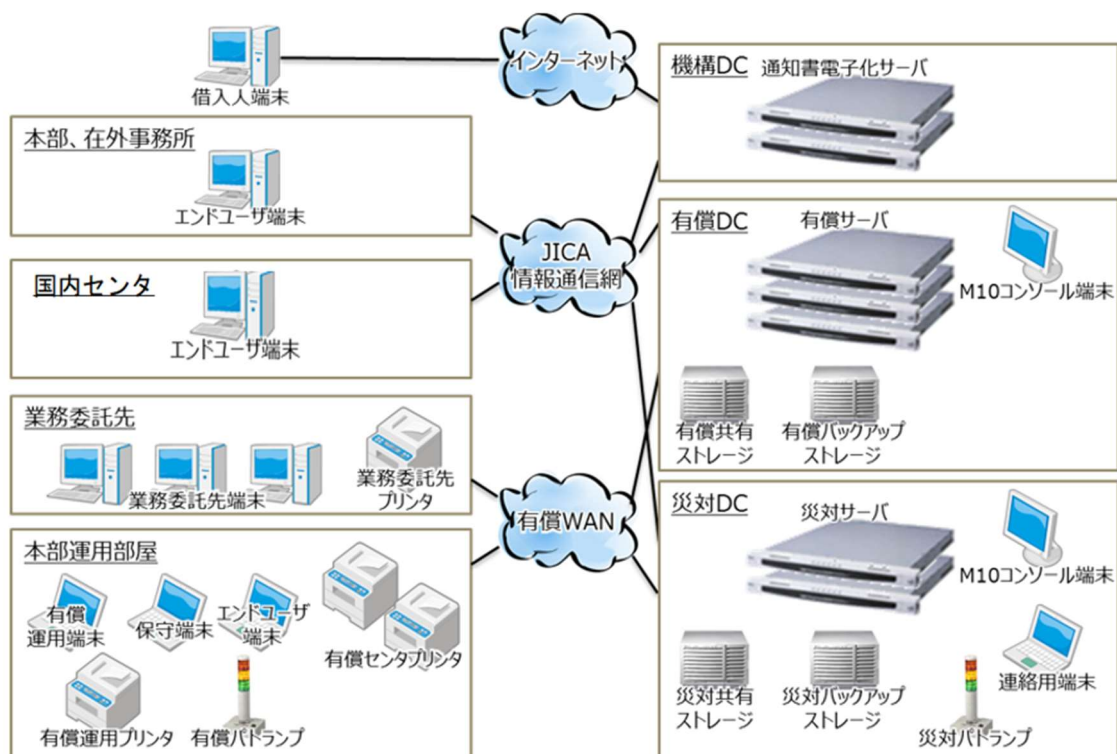 インターネット
借入人端末
本部、在外事務所
エンドユーザ端末
国内センタ
エンドユーザ端末
業務委託先
業務委託先端末
業務委託先
プリンタ
本部運用部屋
有償
運用端末
保守端末
エンドユーザ
端末
有償センタプリンタ
有償運用プリンタ
有償パトランプ
JICA
情報通信網
有償WAN
機構DC
通知書電子化サーバ
有償DC
有償サーバ
M10コンソール端末
有償共有
ストレージ
有償バックアップ
ストレージ
災対DC
災対サーバ
M10コンソール端末
災対共有
ストレージ
災対バックアップ
ストレージ
連絡用端末
災対パトランプ